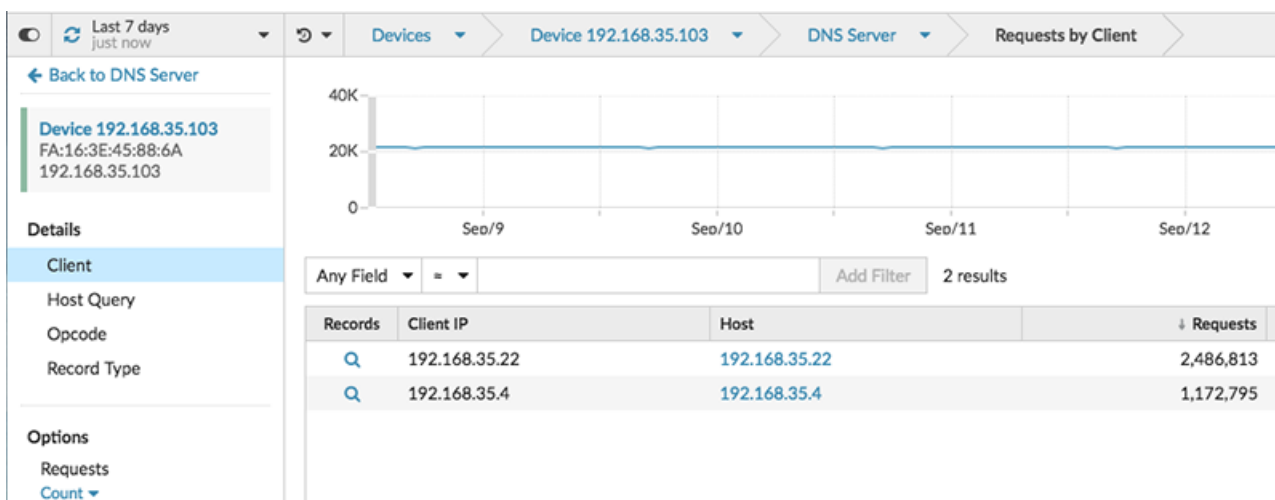 Last 7 days
just now
Devices
Device 192.168.35.103
DNS Server
Requests by Client
Back to DNS Server
Device 192.168.35.103
FA:16:3E:45:88:6A
192.168.35.103
Details
Client
Host Query
Opcode
Record Type
Options
Requests
Count
40K
20K
0
Sep/9 Sep/10 Sep/11 Sep/12
Any Field = Add Filter 2 results
Records Client IP Host Requests
192.168.35.22 192.168.35.22 2,486,813
192.168.35.4 192.168.35.4 1,172,795